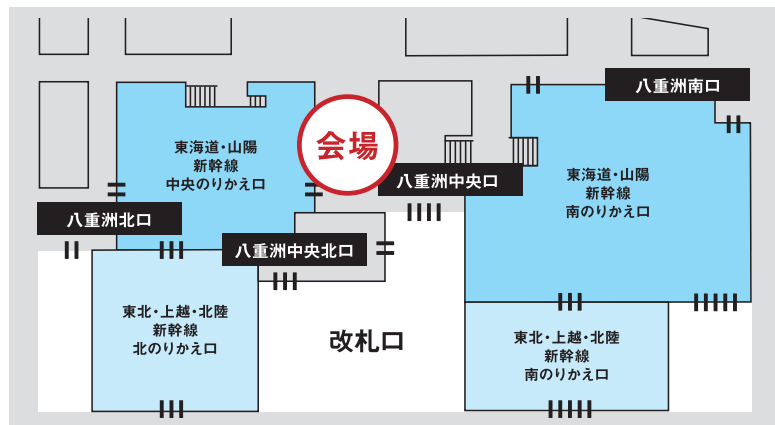 八重洲南口
会場
東海道・山陽
新幹線
中央のりかえ口
八重洲中央口
東海道・山陽
新幹線
南のりかえ口
八重洲北口
八重洲中央北口
東北・上越・北陸
新幹線
北のりかえ口
改札口
東北・上越・北陸
新幹線
南のりかえ口